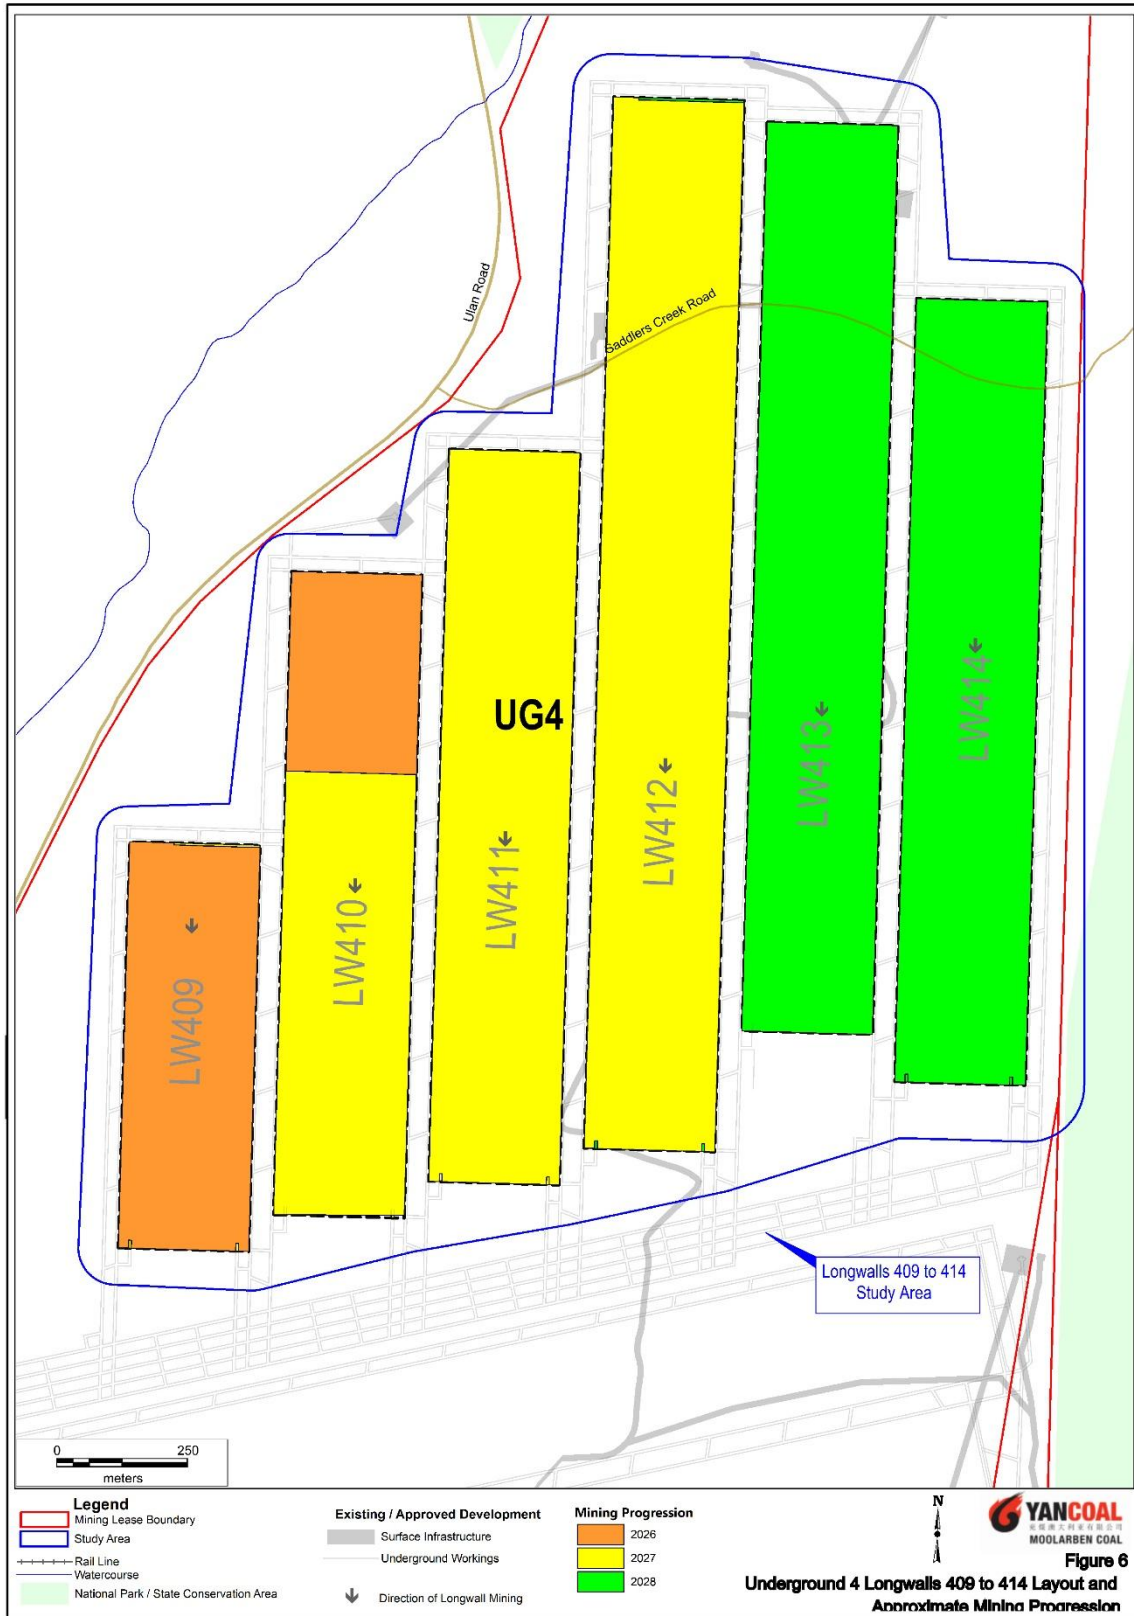 Ulan Road
Saddlers Creek Road
UG4
LW409
LW410
LW411
LW412
LW413
LW414
Longwalls 409 to 414
Study Area
0 250
meters
Legend
Mining Lease Boundary
Study Area
Rail Line
Watercourse
National Park / State Conservation Area
Existing / Approved Development
Surface Infrastructure
Underground Workings
Direction of Longwall Mining
Mining Progression
2026
2027
2028
N
YANCOAL
MOOLARBEN COAL
Figure 6
Underground 4 Longwalls 409 to 414 Layout and
Approximate Mining Progression